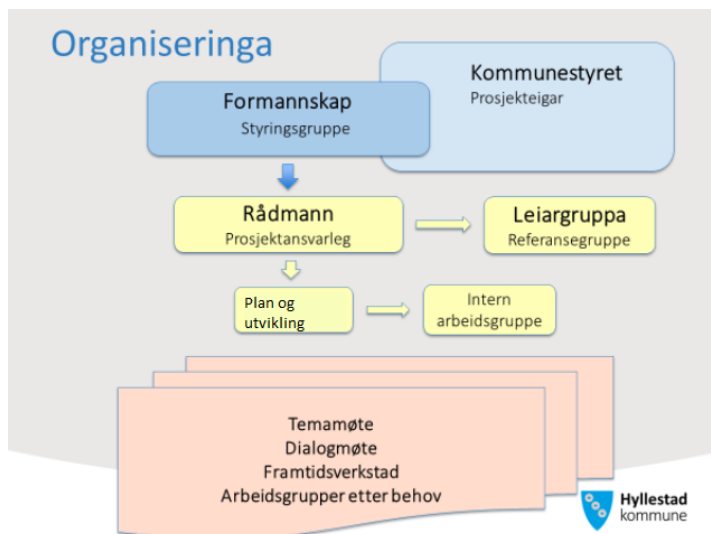 Organiseringa
Kommunestyret
Prosjekteigar
Formannskap
Styringsgruppe
Rådmann
Prosjektansvarleg
Leiargruppa
Referansegruppe
Plan og
utvikling
Intern
arbeidsgruppe
Temamøte
Dialogmøte
Framtidsverkstad
Arbeidsgrupper etter behov
Hyllestad
kommune